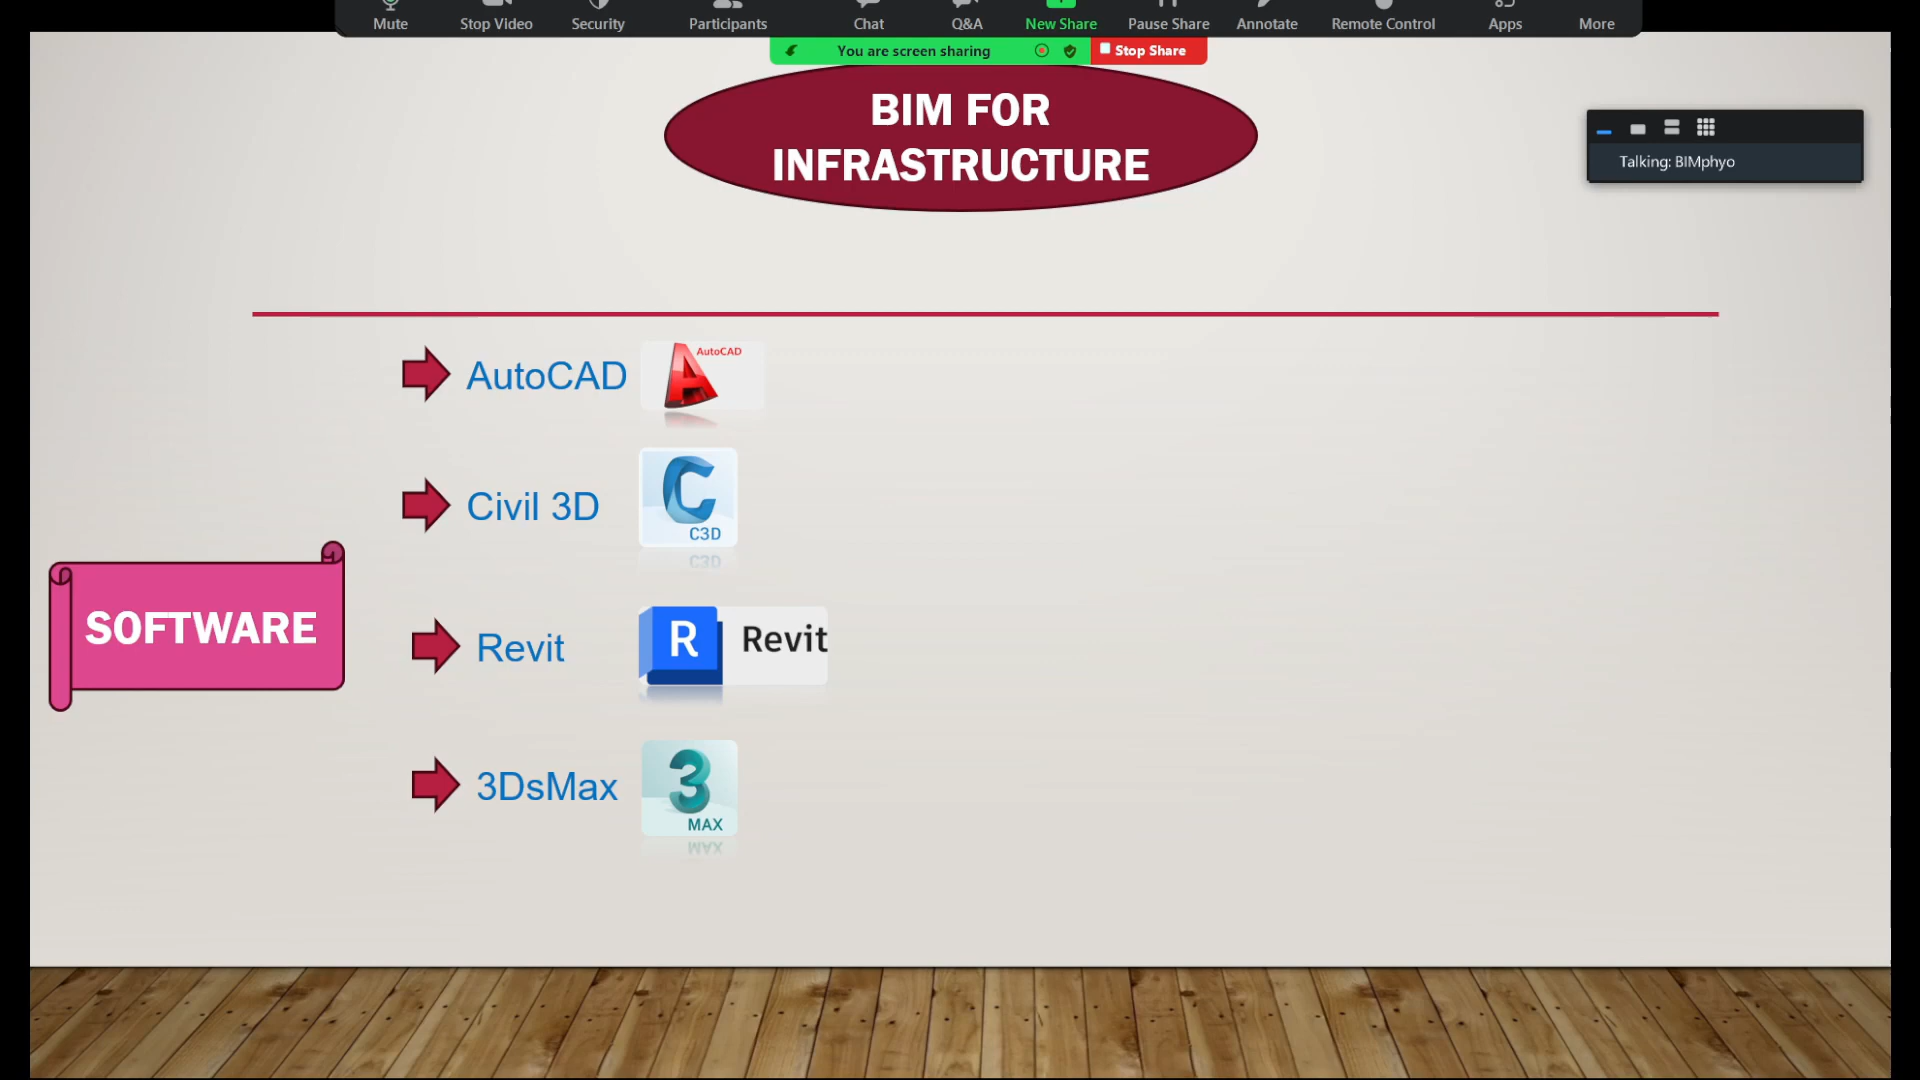 Mute Stop Video Security Participants Chat Q&A New Share Pause Share Annotate Remote Control Apps More
You are screen sharing Stop Share
BIM FOR
INFRASTRUCTURE
Talking: BIMphyo
AutoCAD AutoCAD
Civil 3D C3D
SOFTWARE
Revit R Revit
3DsMax 3 MAX